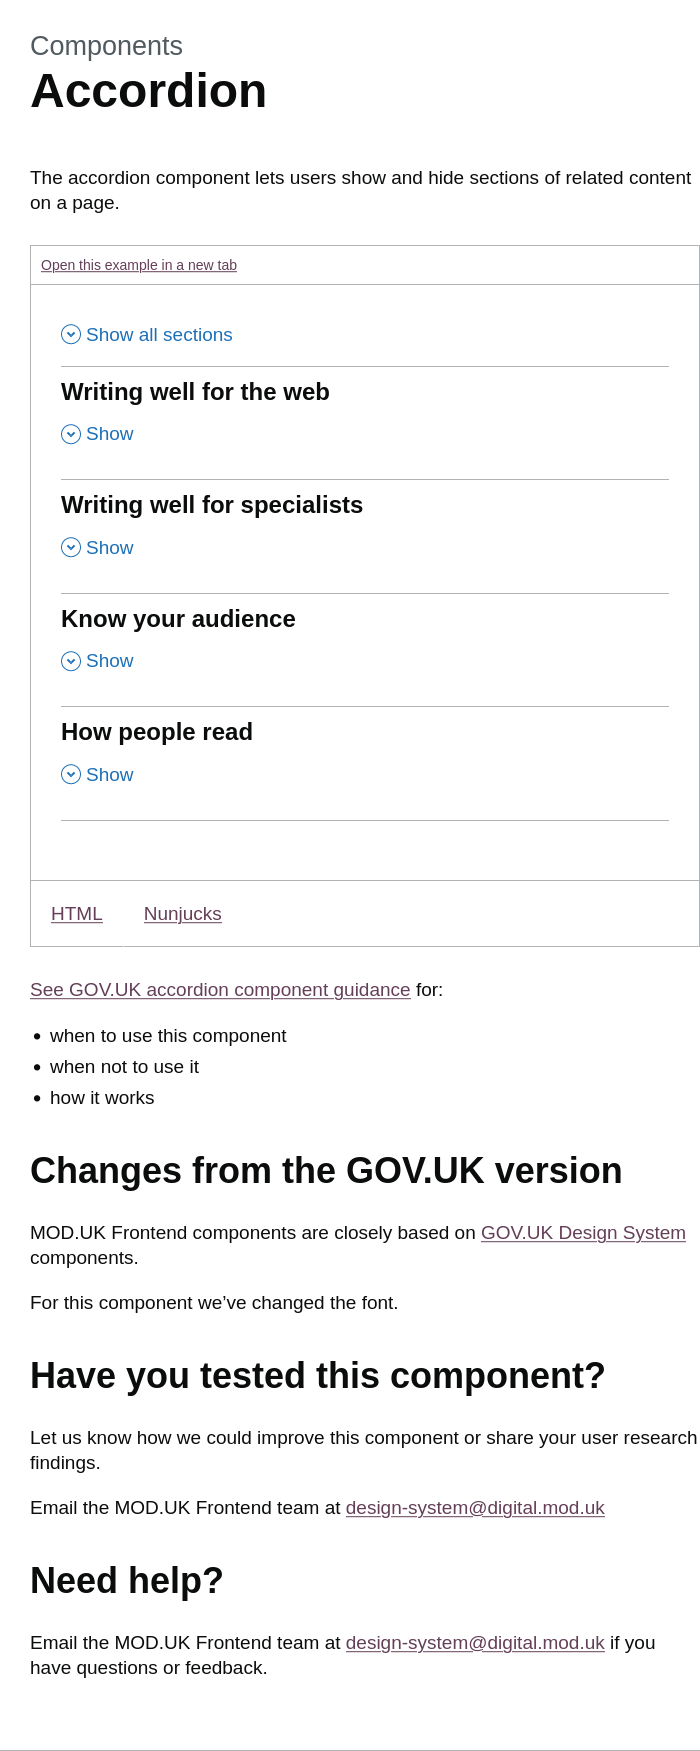 Components
Accordion
The accordion component lets users show and hide sections of related content
on a page.
Open this example in a new tab
Show all sections
Writing well for the web
Show
Writing well for specialists
Show
Know your audience
Show
How people read
Show
HTML Nunjucks
See GOV.UK accordion component guidance for:
• when to use this component
• when not to use it
• how it works
Changes from the GOV.UK version
MOD.UK Frontend components are closely based on GOV.UK Design System
components.
For this component we’ve changed the font.
Have you tested this component?
Let us know how we could improve this component or share your user research
findings.
Email the MOD.UK Frontend team at design-system@digital.mod.uk
Need help?
Email the MOD.UK Frontend team at design-system@digital.mod.uk if you
have questions or feedback.